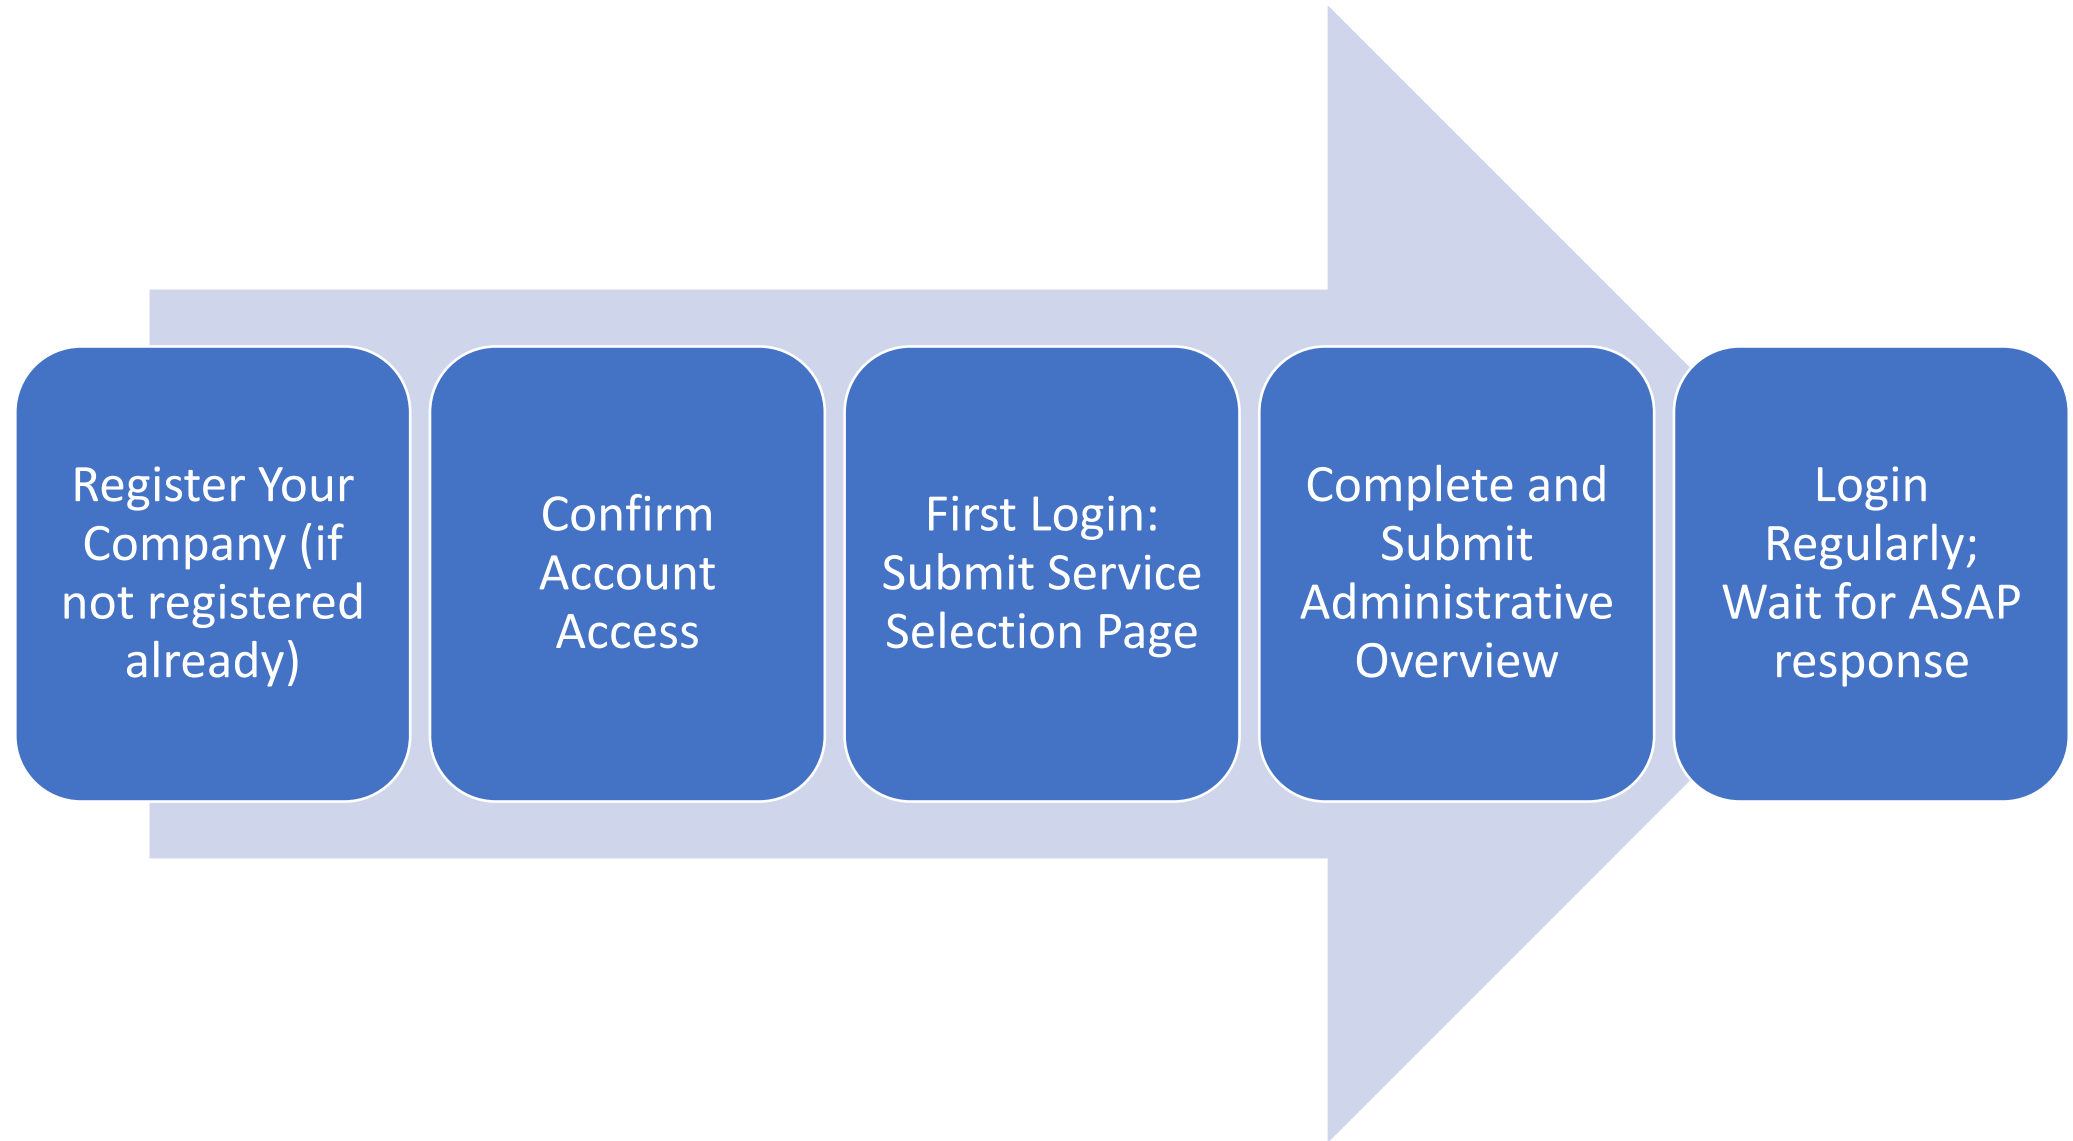 Register Your
Company (if
not registered
already)
Confirm
Account
Access
First Login:
Submit Service
Selection Page
Complete and
Submit
Administrative
Overview
Login
Regularly;
Wait for ASAP
response